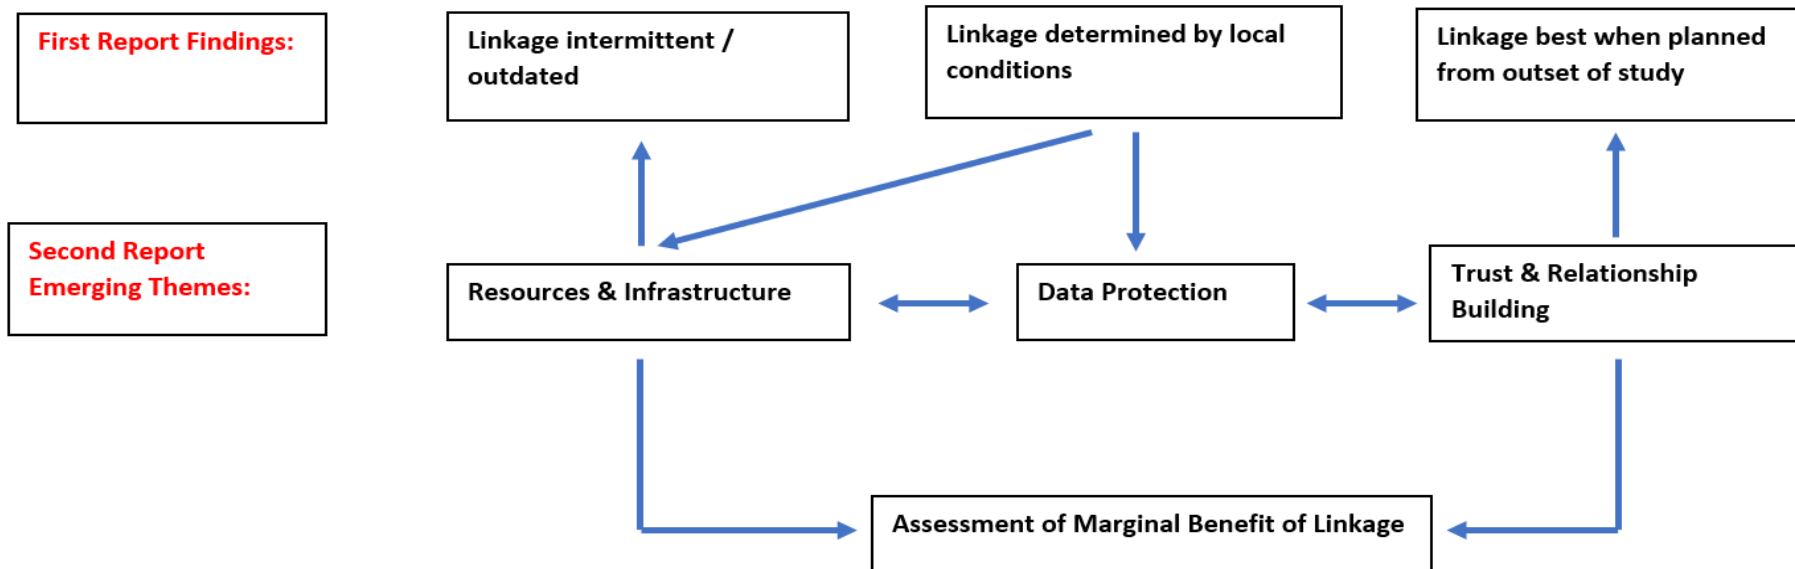 First Report Findings:
Linkage intermittent /
outdated
Linkage determined by local
conditions
Linkage best when planned
from outset of study
Second Report
Emerging Themes:
Resources & Infrastructure
Data Protection
Trust & Relationship
Building
Assessment of Marginal Benefit of Linkage